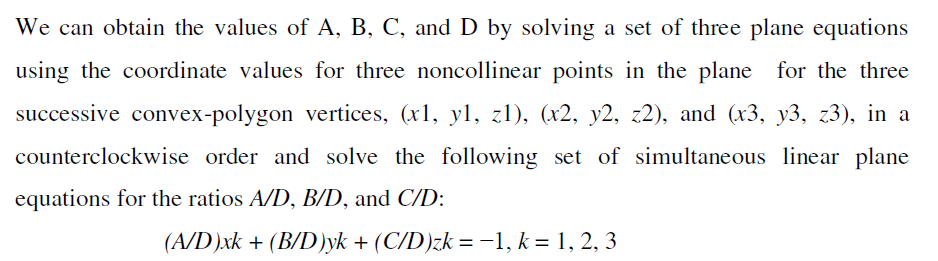 We can obtain the values of A, B, C, and D by solving a set of three plane equations
using the coordinate values for three noncollinear points in the plane for the three
successive convex-polygon vertices, (x1, y1, z1), (x2, y2, z2), and (x3, y3, z3), in a
counterclockwise order and solve the following set of simultaneous linear plane
equations for the ratios A/D, B/D, and C/D:
(A/D)xk + (B/D)yk + (C/D)zk = −1, k = 1, 2, 3